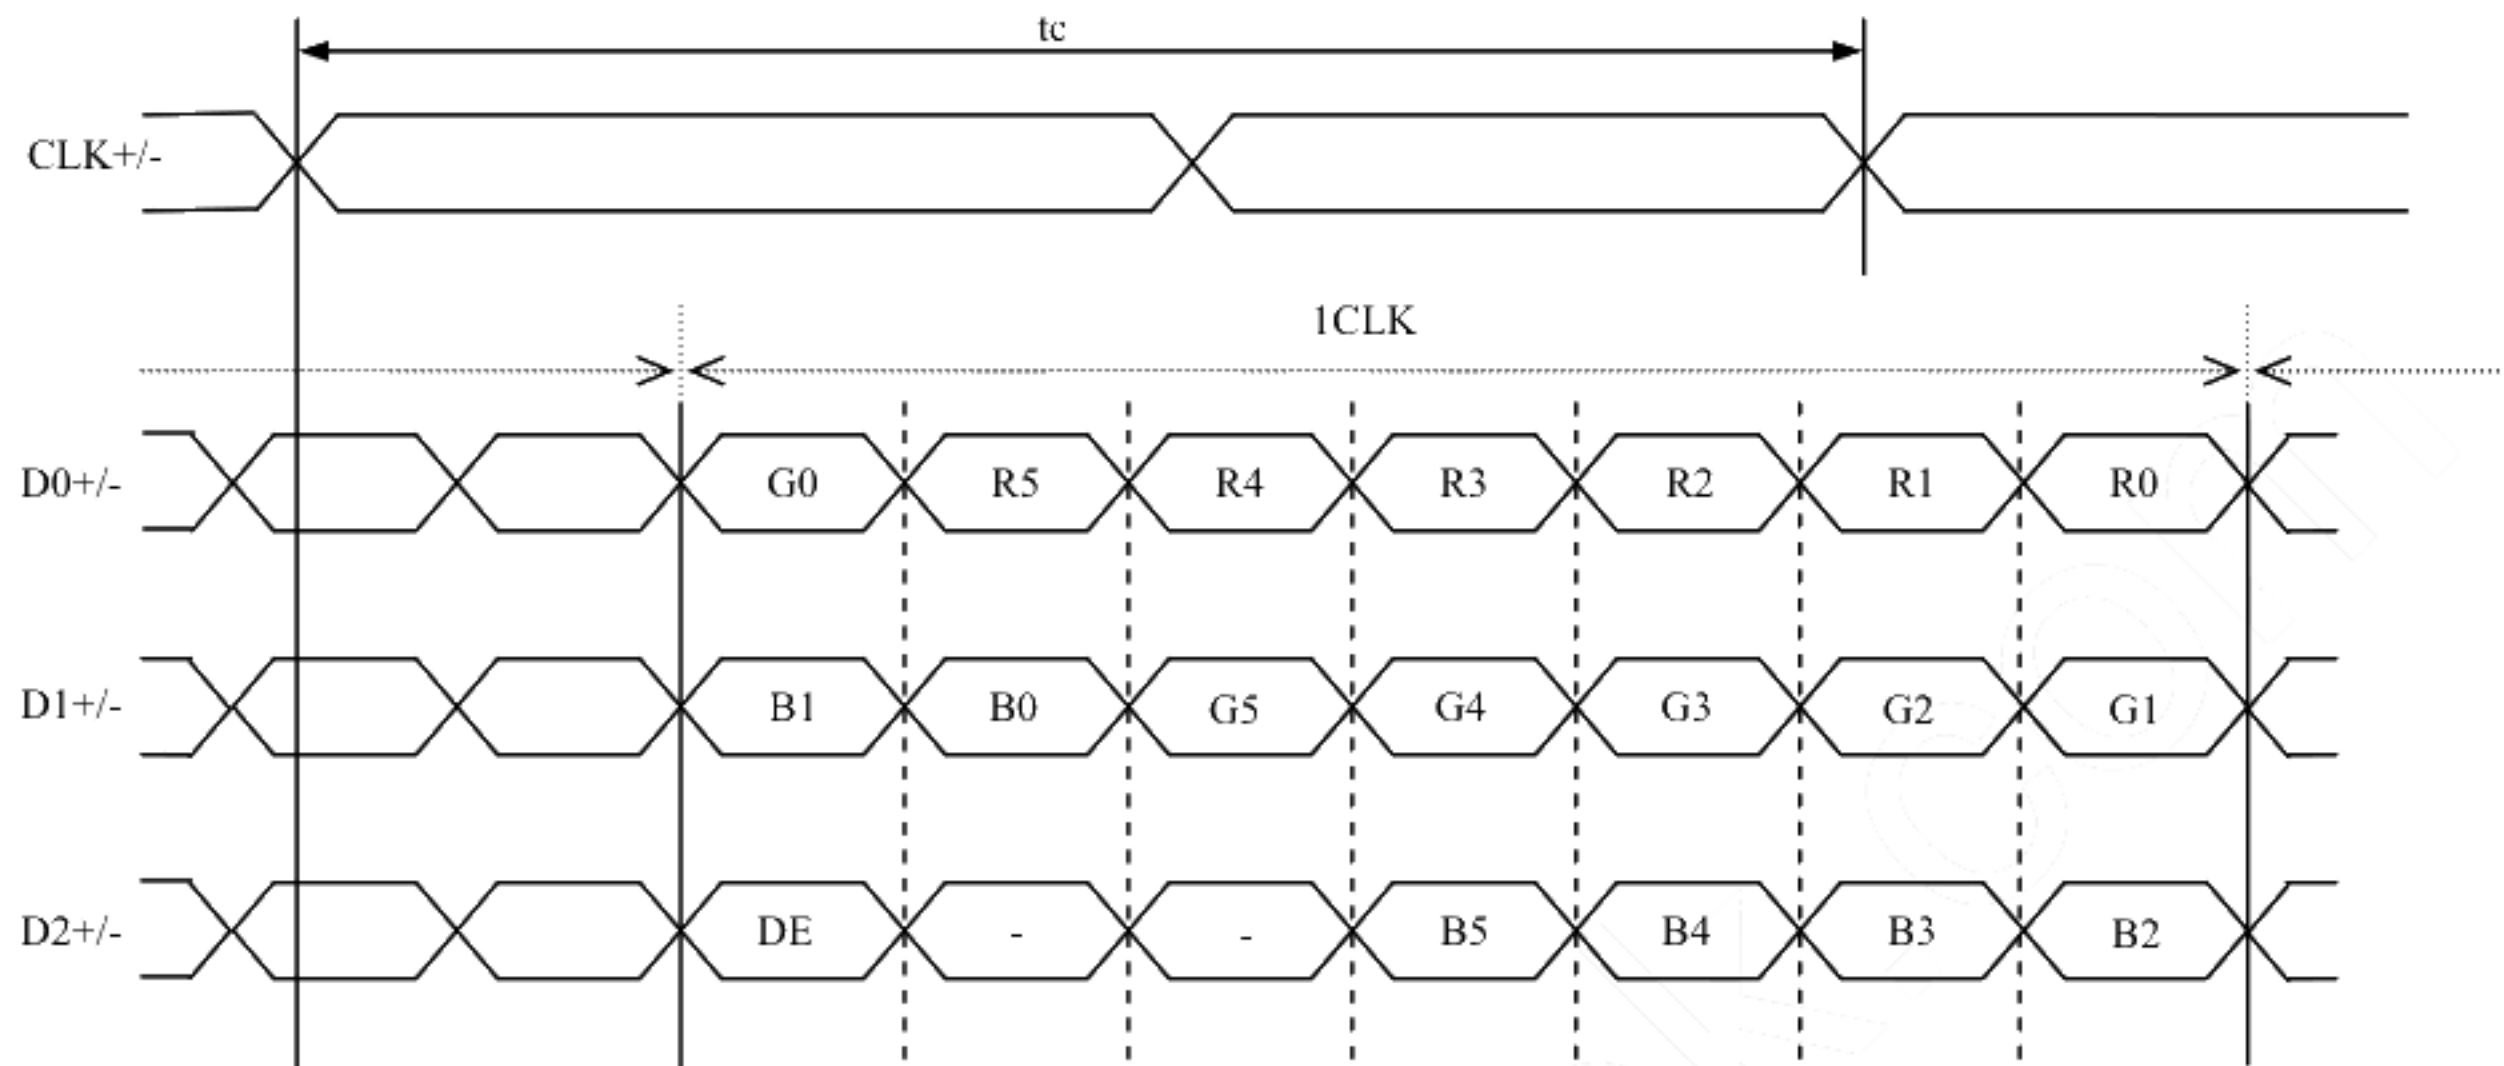 tc
CLK+/-
1CLK
D0+/- G0 R5 R4 R3 R2 R1 R0
D1+/- B1 B0 G5 G4 G3 G2 G1
D2+/- DE - - B5 B4 B3 B2